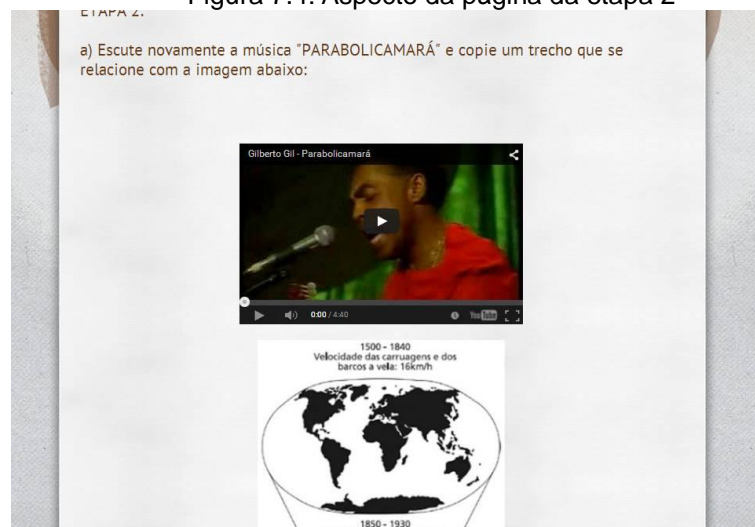 Figura 7.4. Aspecto da página da etapa 2
ETAPA 2:
a) Escute novamente a música "PARABOLICAMARÁ" e copie um trecho que se
relacione com a imagem abaixo:
Gilberto Gil - Parabolicamará
0:00 / 4:40
YouTube
1500 - 1840
Velocidade das carruagens e dos
barcos a vela: 16km/h
1850 - 1930